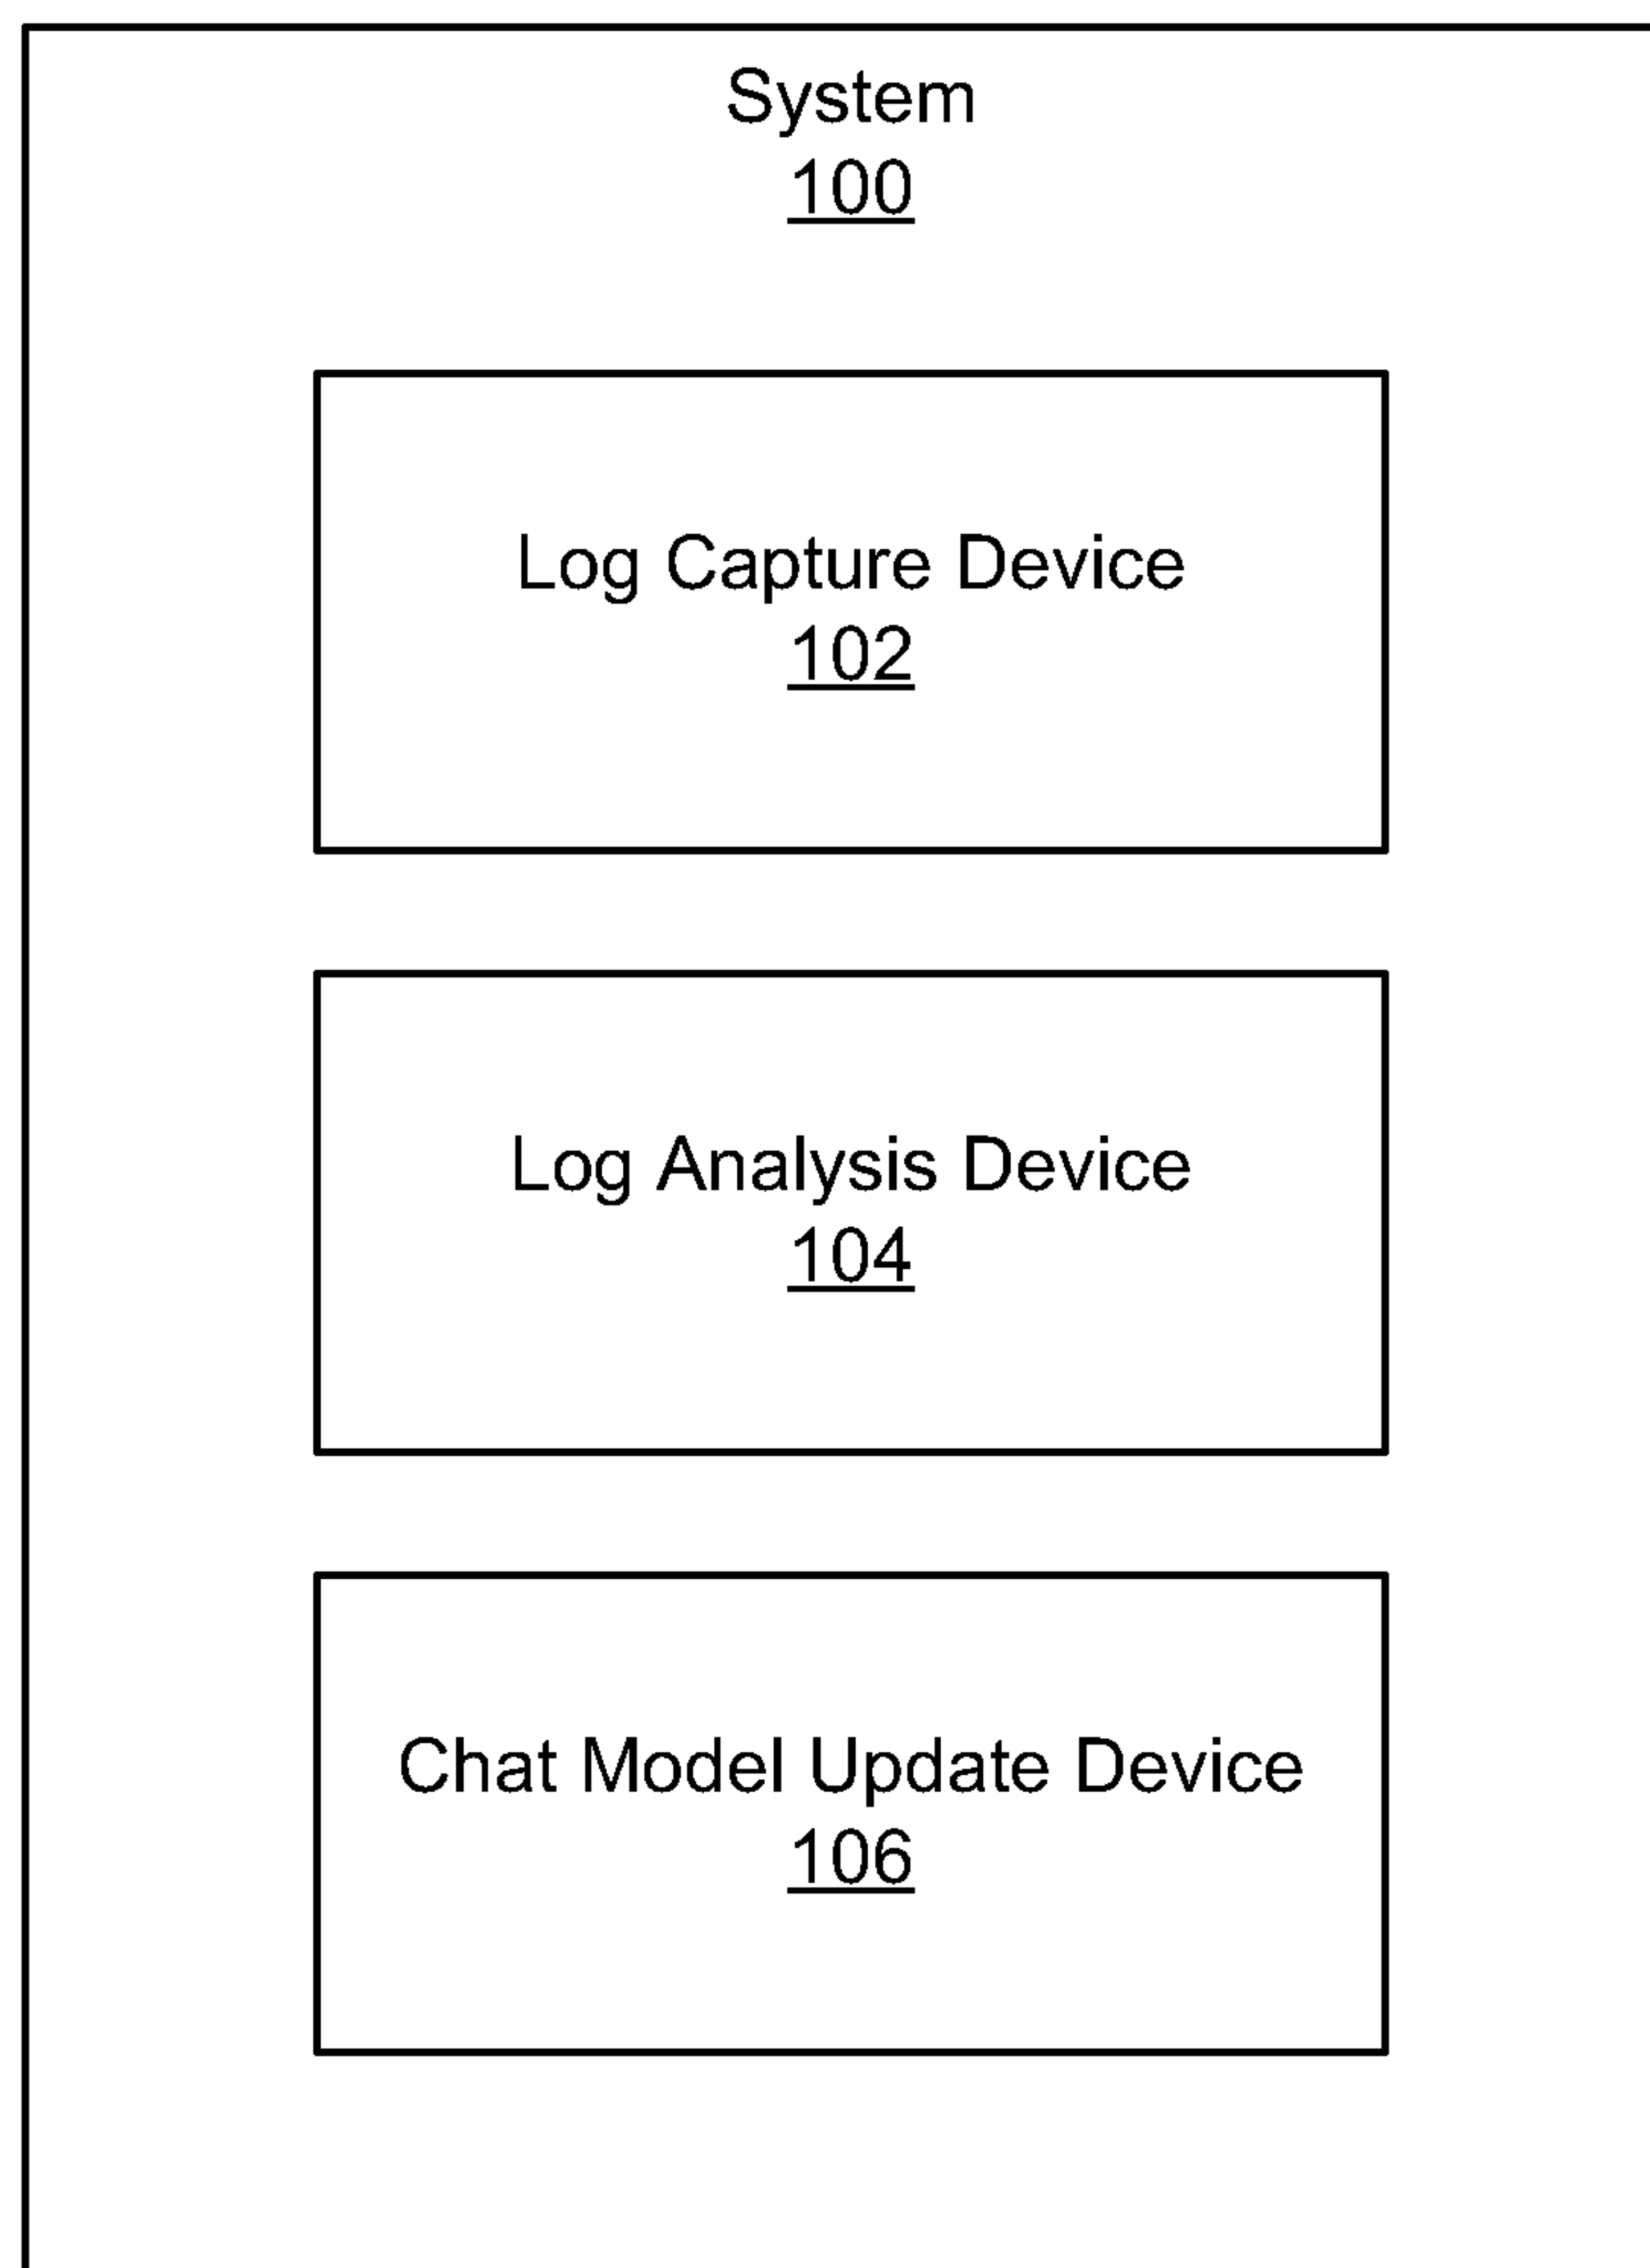 System
100
Log Capture Device
102
Log Analysis Device
104
Chat Model Update Device
106